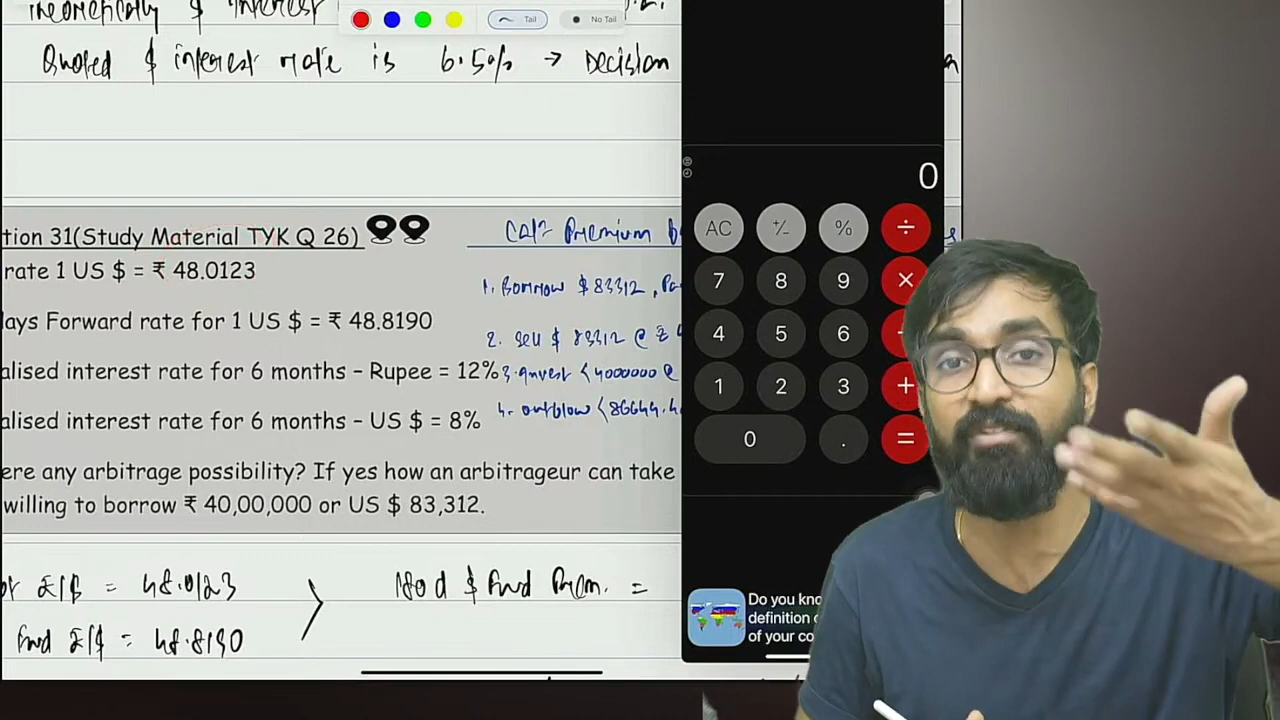 Theoretically $ interest
Tail
No Tail
Quoted $ interest rate is 6.5% → Decision
0
tion 31(Study Material TYK Q 26)
Calc Premium
rate 1 US $ = ₹ 48.0123
1. Borrow $ 83312,
lays Forward rate for 1 US $ = ₹ 48.8190
2. Sell $ 83312 @ ₹
alised interest rate for 6 months – Rupee = 12%
3. Invest ₹ 4000000 @
alised interest rate for 6 months – US $ = 8%
4. outflow
ere any arbitrage possibility? If yes how an arbitrageur can take
willing to borrow ₹ 40,00,000 or US $ 83,312.
AC +/- % ÷
7 8 9 ×
4 5 6
1 2 3 +
0 . =
₹/$ = 48.0123
180 d $ Fwd Prem. =
Fwd ₹/$ = 48.8190
Do you kno
definition
of your co